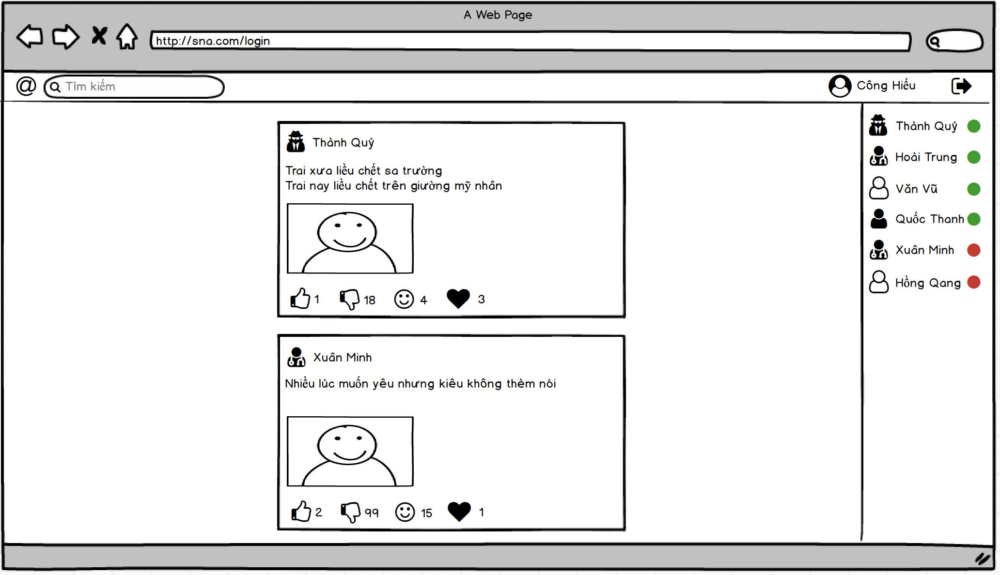 A Web Page
http://sna.com/login
@
Tìm kiếm
Công Hiếu
Thành Quý
Trai xưa liều chết sa trường
Trai nay liều chết trên giường mỹ nhân
1 18 4 3
Xuân Minh
Nhiều lúc muốn yêu nhưng kiêu không thèm nói
2 99 15 1
Thành Quý
Hoài Trung
Văn Vũ
Quốc Thanh
Xuân Minh
Hồng Qang